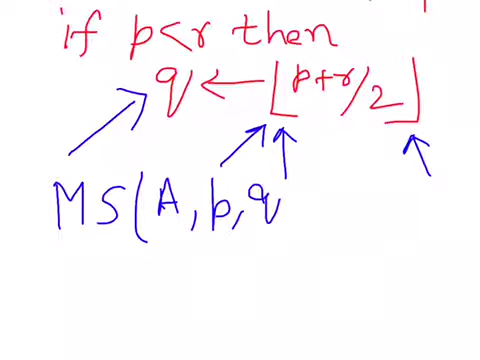 if p<r then
q ← ⌊p+r/2⌋
MS(A, p, q